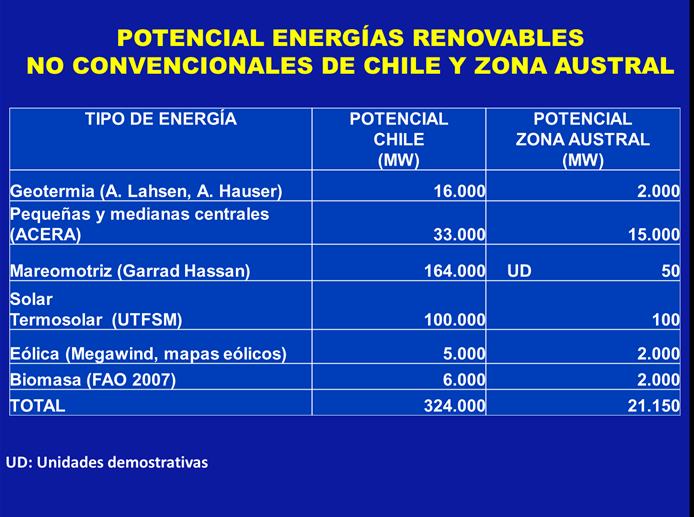 POTENCIAL ENERGÍAS RENOVABLES
NO CONVENCIONALES DE CHILE Y ZONA AUSTRAL
TIPO DE ENERGÍA POTENCIAL CHILE (MW) POTENCIAL ZONA AUSTRAL (MW)
Geotermia (A. Lahsen, A. Hauser) 16.000 2.000
Pequeñas y medianas centrales
(ACERA) 33.000 15.000
Mareomotriz (Garrad Hassan) 164.000 UD 50
Solar
Termosolar (UTFSM) 100.000 100
Eólica (Megawind, mapas eólicos) 5.000 2.000
Biomasa (FAO 2007) 6.000 2.000
TOTAL 324.000 21.150
UD: Unidades demostrativas